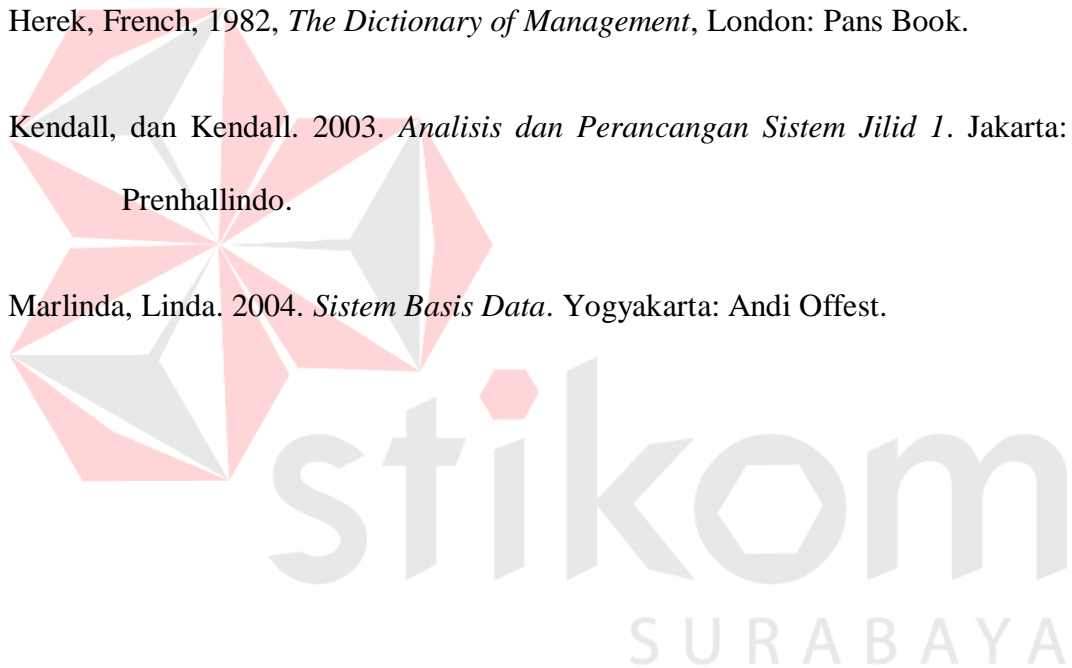 Herek, French, 1982, The Dictionary of Management, London: Pans Book.
Kendall, dan Kendall. 2003. Analisis dan Perancangan Sistem Jilid 1. Jakarta:
Prenhallindo.
Marlinda, Linda. 2004. Sistem Basis Data. Yogyakarta: Andi Offest.
stikom
SURABAYA